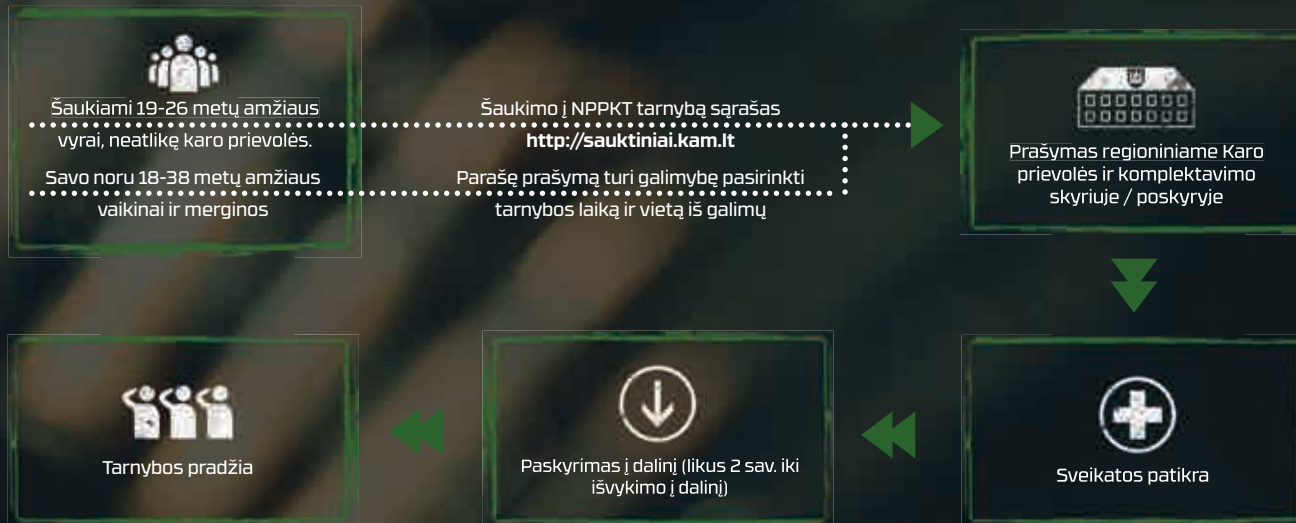 Šaukiami 19-26 metų amžiaus
vyrai, neatlikę karo prievolės.
Savo noru 18-38 metų amžiaus
vaikinai ir merginos
Šaukimo į NPPKT tarnybą sąrašas
http://sauktiniai.kam.lt
Parašę prašymą turi galimybę pasirinkti
tarnybos laiką ir vietą iš galimų
Prašymas regioniniame Karo
prievolės ir komplektavimo
skyriuje / poskyryje
Sveikatos patikra
Paskyrimas į dalinį (likus 2 sav. iki
išvykimo į dalinį)
Tarnybos pradžia